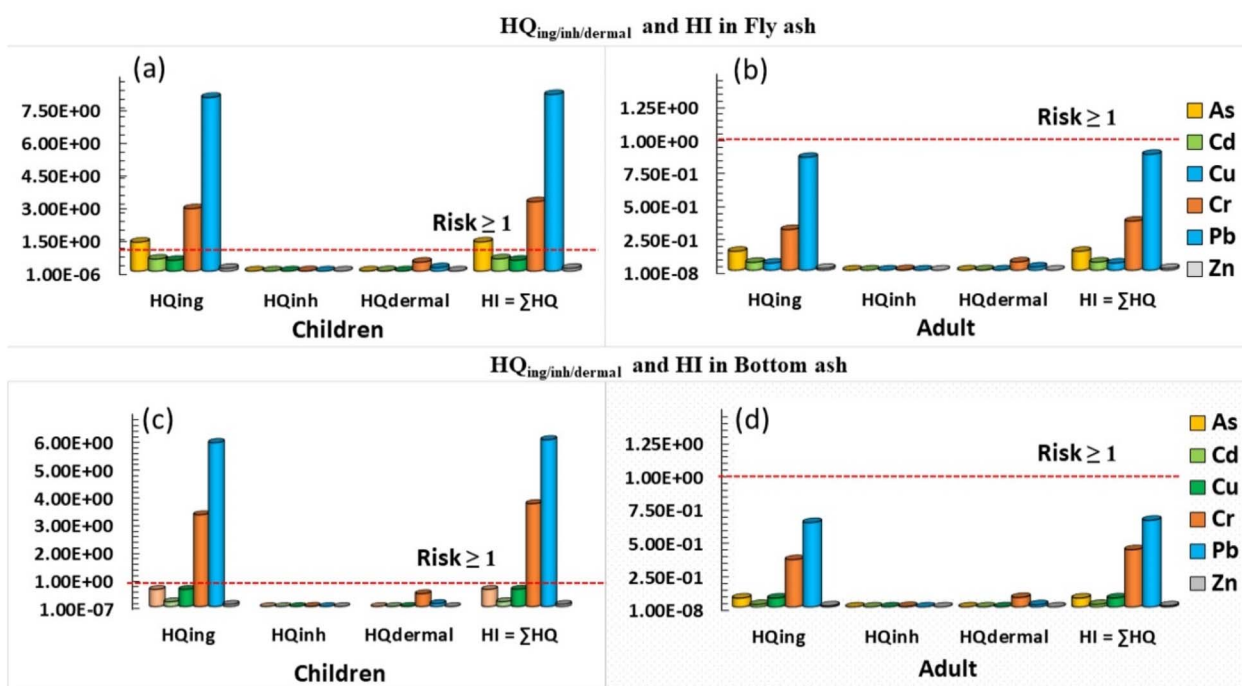 HQing/inh/dermal and HI in Fly ash
(a)
7.50E+00
6.00E+00
4.50E+00
3.00E+00
1.50E+00
1.00E-06
Risk ≥ 1
HQing HQinh HQdermal HI = ∑HQ
Children
(b)
1.25E+00
1.00E+00
7.50E-01
5.00E-01
2.50E-01
1.00E-08
Risk ≥ 1
HQing HQinh HQdermal HI = ∑HQ
Adult
As
Cd
Cu
Cr
Pb
Zn
HQing/inh/dermal and HI in Bottom ash
(c)
6.00E+00
5.00E+00
4.00E+00
3.00E+00
2.00E+00
1.00E+00
1.00E-07
Risk ≥ 1
HQing HQinh HQdermal HI = ∑HQ
Children
(d)
1.25E+00
1.00E+00
7.50E-01
5.00E-01
2.50E-01
1.00E-08
Risk ≥ 1
HQing HQinh HQdermal HI = ∑HQ
Adult
As
Cd
Cu
Cr
Pb
Zn